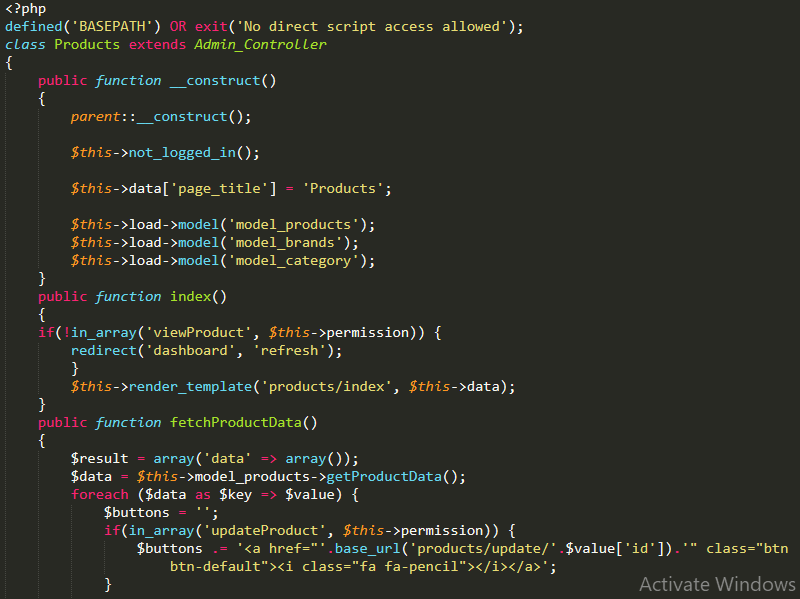 <?php
defined('BASEPATH') OR exit('No direct script access allowed');
class Products extends Admin_Controller
{
public function __construct()
{
parent::__construct();
$this->not_logged_in();
$this->data['page_title'] = 'Products';
$this->load->model('model_products');
$this->load->model('model_brands');
$this->load->model('model_category');
}
public function index()
{
if(!in_array('viewProduct', $this->permission)) {
redirect('dashboard', 'refresh');
}
$this->render_template('products/index', $this->data);
}
public function fetchProductData()
{
$result = array('data' => array());
$data = $this->model_products->getProductData();
foreach ($data as $key => $value) {
$buttons = '';
if(in_array('updateProduct', $this->permission)) {
$buttons .= '<a href="'.base_url('products/update/'.$value['id']).'" class="btn
btn-default"><i class="fa fa-pencil"></i></a>';
}
Activate Windows